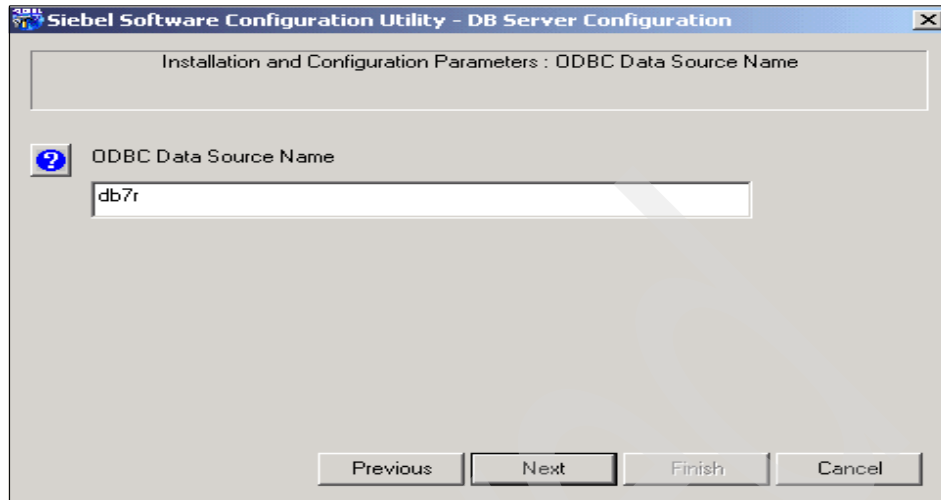 Siebel Software Configuration Utility - DB Server Configuration
Installation and Configuration Parameters : ODBC Data Source Name
ODBC Data Source Name
db7r
Previous Next Finish Cancel